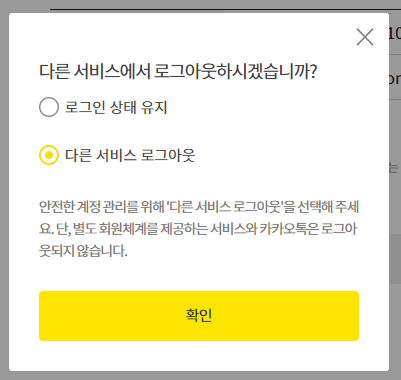 다른 서비스에서 로그아웃하시겠습니까?
로그인 상태 유지
다른 서비스 로그아웃
안전한 계정 관리를 위해 '다른 서비스 로그아웃'을 선택해 주세
요. 단, 별도 회원체계를 제공하는 서비스와 카카오톡은 로그아
웃되지 않습니다.
확인